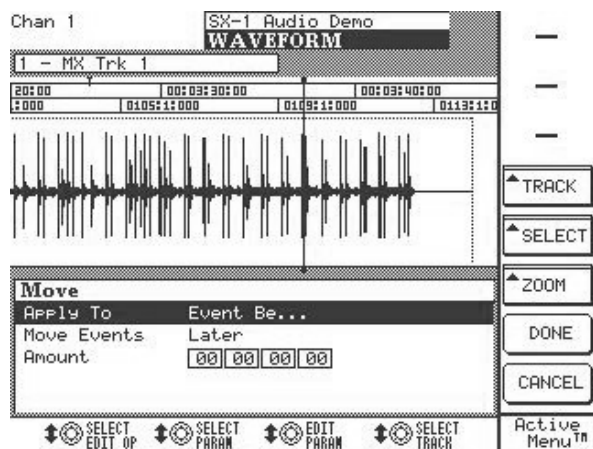 Chan 1
SX-1 Audio Demo
WAVEFORM
1 - MX Trk 1
20:00 00:03:30:00 00:03:40:00
:000 0105:1:000 0109:1:000 0113:1:0
TRACK
SELECT
ZOOM
DONE
CANCEL
Active Menu™
Move
Apply To Event Be...
Move Events Later
Amount 00 00 00 00
SELECT EDIT OP
SELECT PARAM
EDIT PARAM
SELECT TRACK